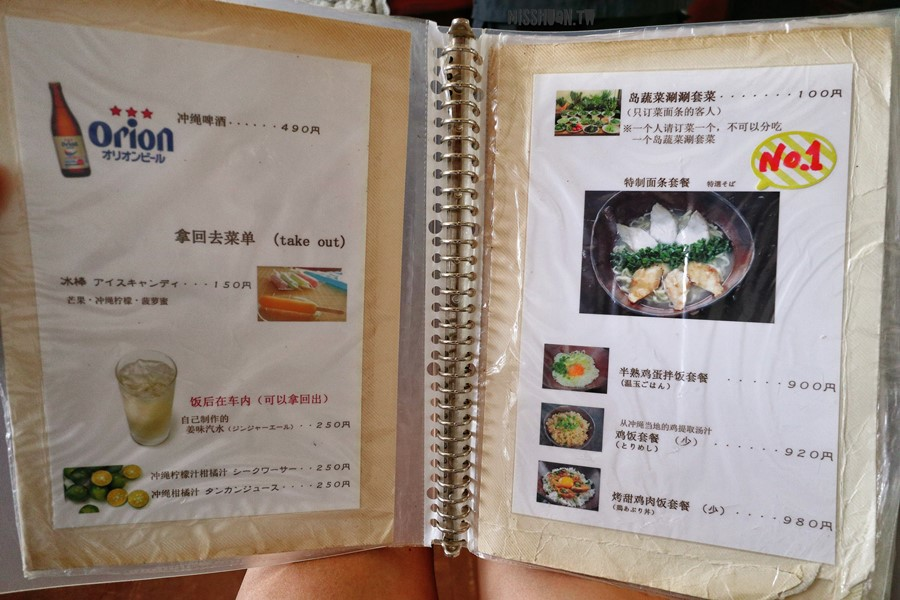 MISSHUAN.TW
Orion
オリオンビール
冲绳啤酒......490円
拿回去菜单 (take out)
冰棒 アイスキャンディ...150円
芒果・冲绳柠檬・菠萝蜜
饭后在车内（可以拿回出）
自己制作的
姜味汽水（ジンジャーエール）..250円
冲绳柠檬汁柑橘汁 シークワーサー..250円
冲绳柑橘汁 タンカンジュース....250円
岛蔬菜涮涮套菜.......100円
（只订菜面条的客人）
※一个人请订菜一个，不可以分吃
一个岛蔬菜涮涮套菜
No.1
特制面条套餐 特選そば
半熟鸡蛋拌饭套餐 .....900円
（温玉ごはん）
从冲绳当地的鸡提取汤汁
鸡饭套餐 （少）.......920円
（とりめし）
烤甜鸡肉饭套餐 （少）....980円
（鶏あぶり丼）